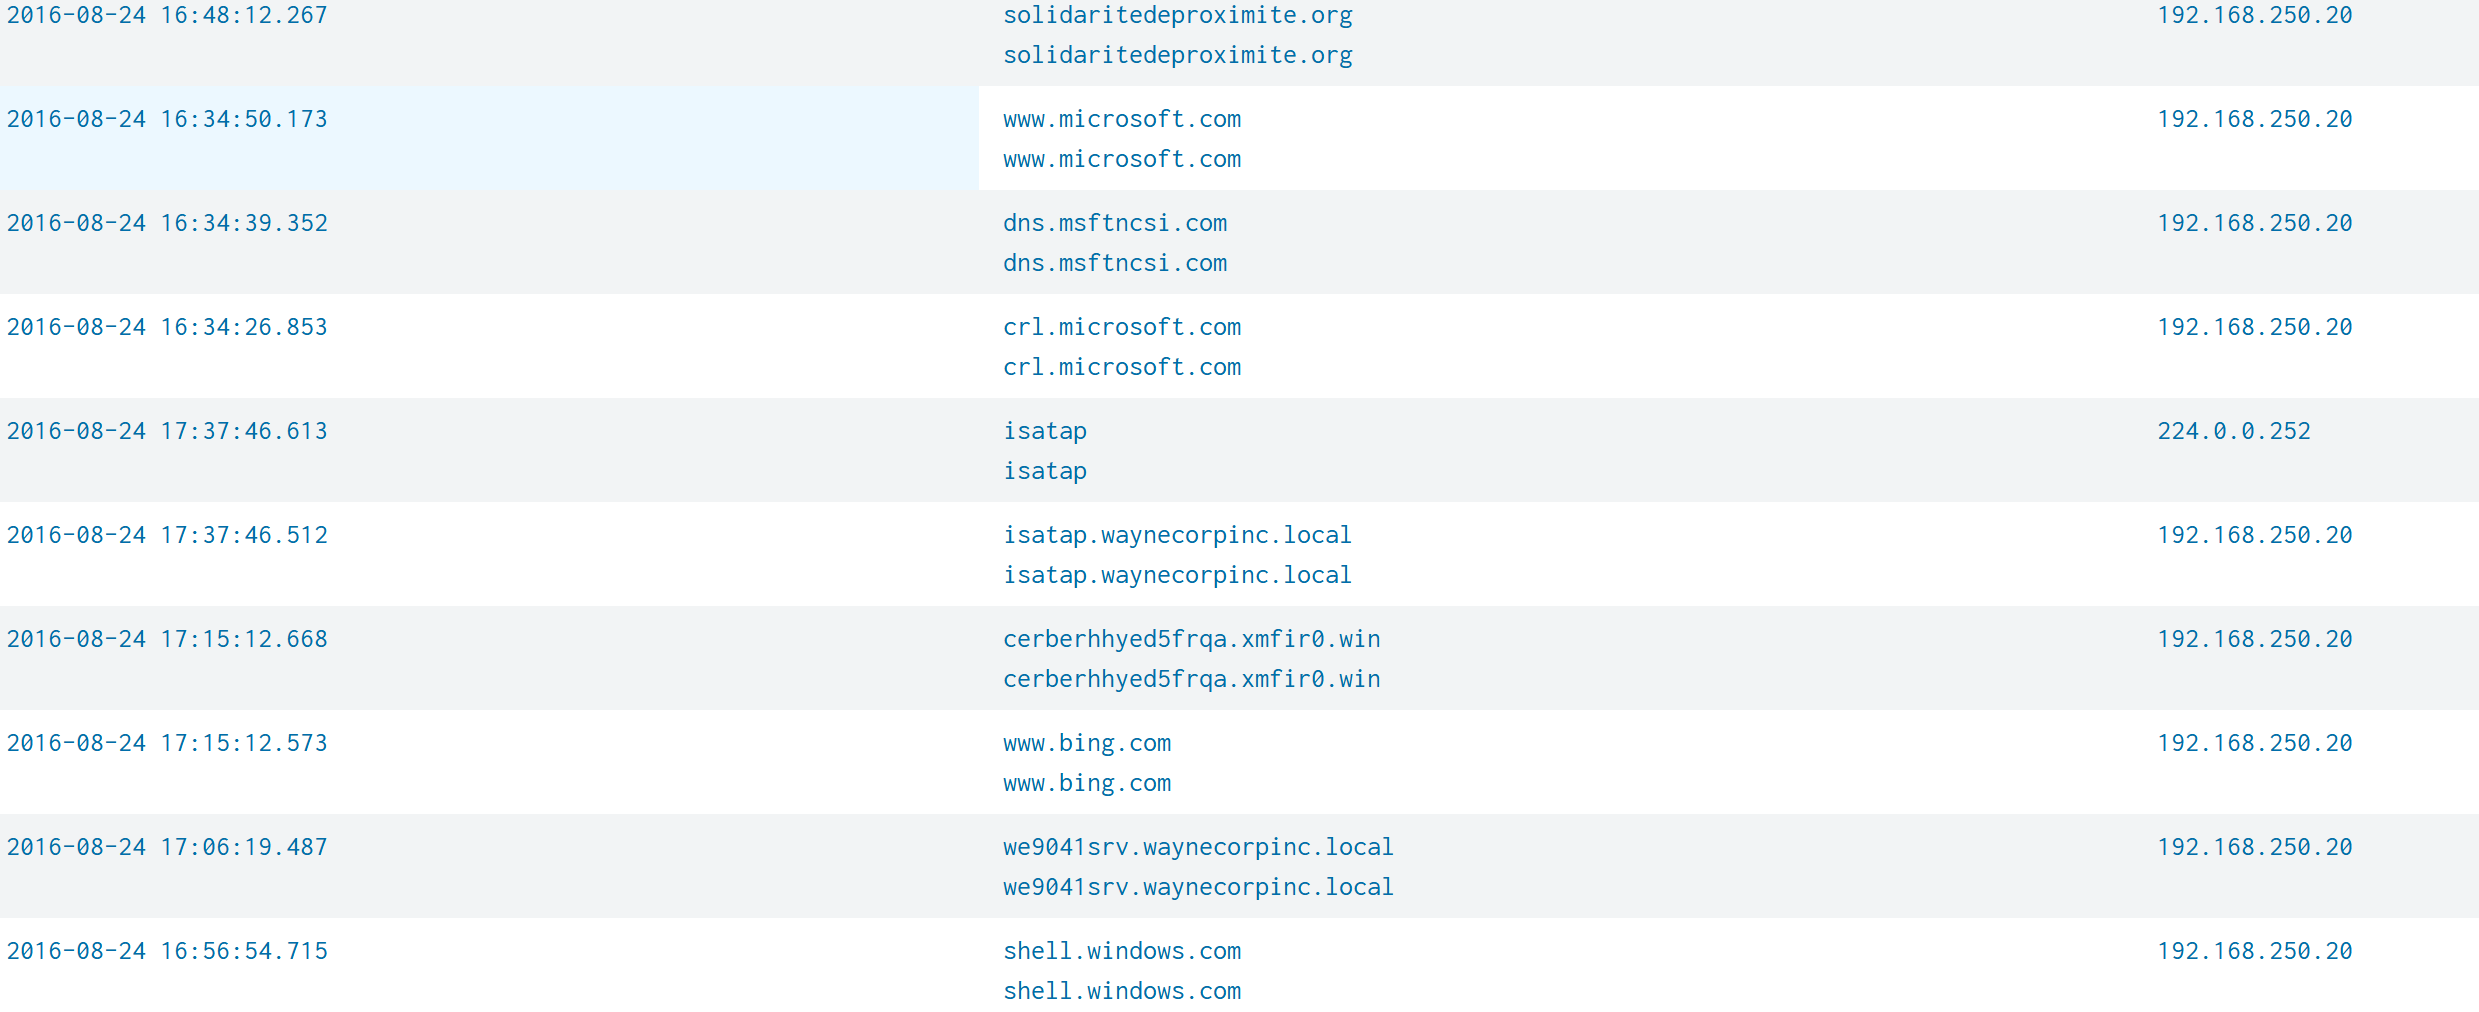 2016-08-24 16:48:12.267 solidaritedeproximite.org 192.168.250.20
solidaritedeproximite.org
2016-08-24 16:34:50.173 www.microsoft.com 192.168.250.20
www.microsoft.com
2016-08-24 16:34:39.352 dns.msftncsi.com 192.168.250.20
dns.msftncsi.com
2016-08-24 16:34:26.853 crl.microsoft.com 192.168.250.20
crl.microsoft.com
2016-08-24 17:37:46.613 isatap 224.0.0.252
isatap
2016-08-24 17:37:46.512 isatap.waynecorpinc.local 192.168.250.20
isatap.waynecorpinc.local
2016-08-24 17:15:12.668 cerberhhyed5frqa.xmfir0.win 192.168.250.20
cerberhhyed5frqa.xmfir0.win
2016-08-24 17:15:12.573 www.bing.com 192.168.250.20
www.bing.com
2016-08-24 17:06:19.487 we9041srv.waynecorpinc.local 192.168.250.20
we9041srv.waynecorpinc.local
2016-08-24 16:56:54.715 shell.windows.com 192.168.250.20
shell.windows.com